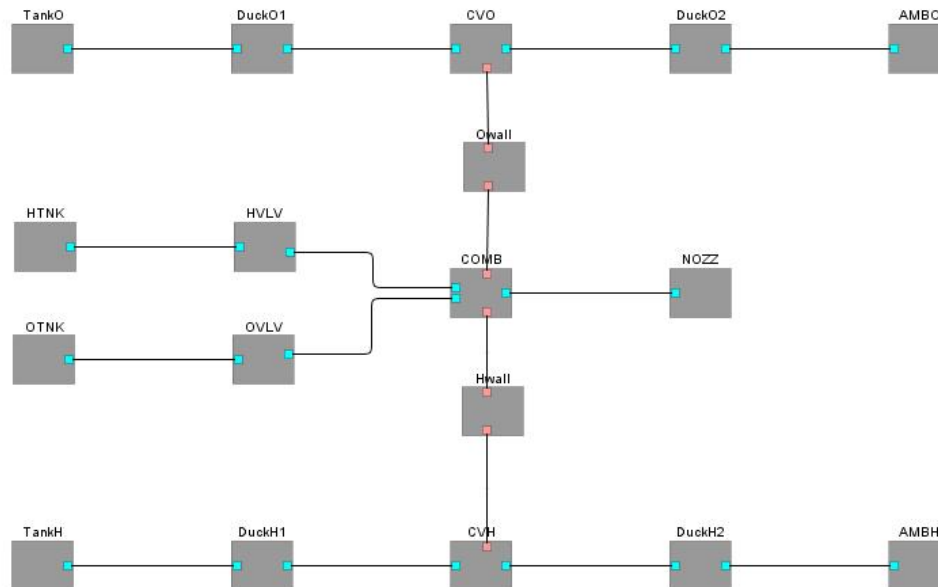 TankO DuckO1 CVO DuckO2 AMBO
Owall
HTNK HVLV COMB NOZZ
OTNK OVLV
Hwall
TankH DuckH1 CVH DuckH2 AMBH